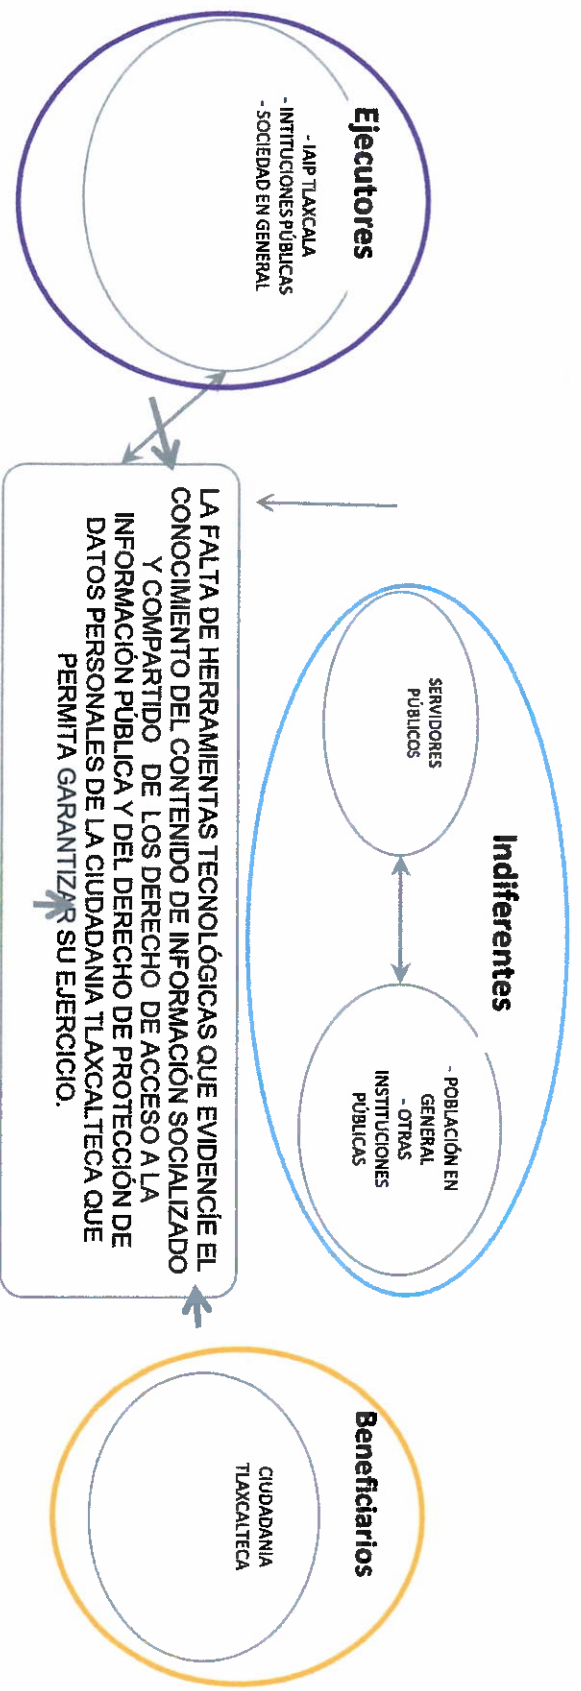 Ejecutores
- IAIP TLAXCALA
- INTITUCIONES PÚBLICAS
- SOCIEDAD EN GENERAL
Indiferentes
SERVIDORES
PÚBLICOS
- POBLACIÓN EN
GENERAL
- OTRAS
INSTITUCIONES
PÚBLICAS
Beneficiarios
CIUDADANIA
TLAXCALTECA
LA FALTA DE HERRAMIENTAS TECNOLÓGICAS QUE EVIDENCÍE EL
CONOCIMIENTO DEL CONTENIDO DE INFORMACIÓN SOCIALIZADO
Y COMPARTIDO DE LOS DERECHO DE ACCESO A LA
INFORMACIÓN PÚBLICA Y DEL DERECHO DE PROTECCIÓN DE
DATOS PERSONALES DE LA CIUDADANIA TLAXCALTECA QUE
PERMITA GARANTIZAR SU EJERCICIO.